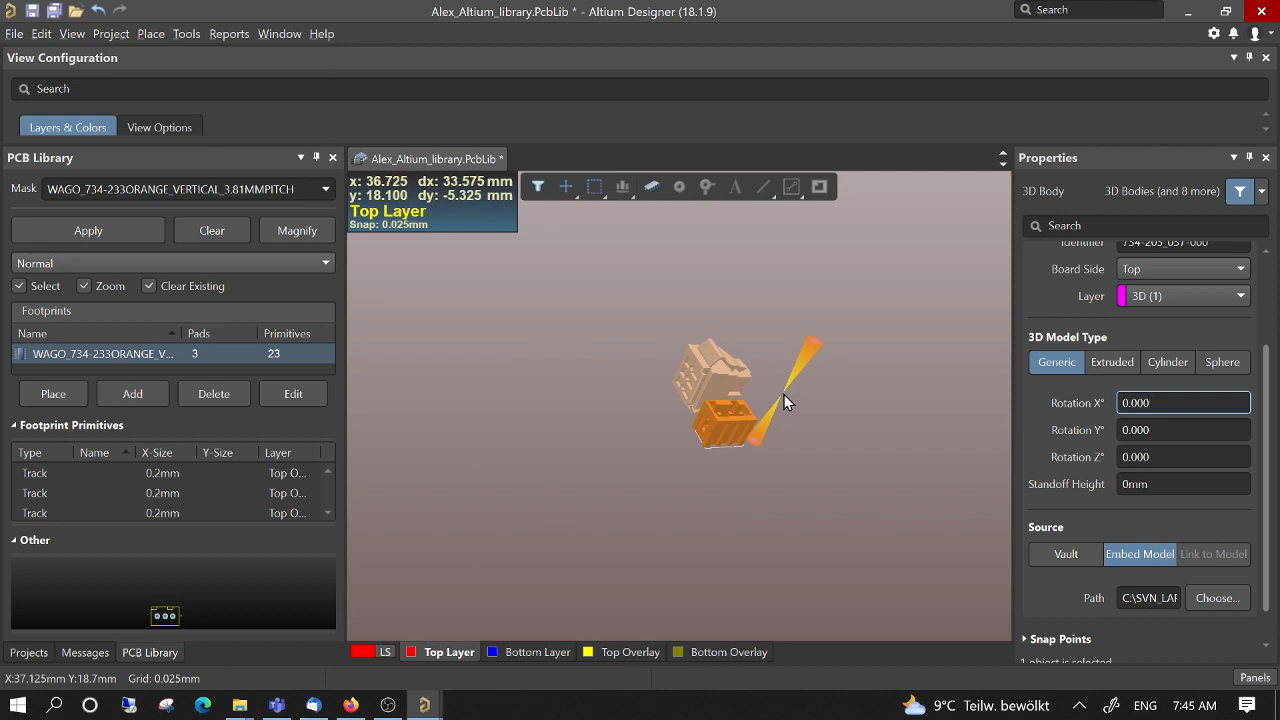 Alex_Altium_library.PcbLib * - Altium Designer (18.1.9)
Search
File Edit View Project Place Tools Reports Window Help
View Configuration
Search
Layers & Colors View Options
PCB Library
Mask WAGO_734-233ORANGE_VERTICAL_3.81MMPITCH
Apply Clear Magnify
Normal
Select Zoom Clear Existing
Footprints
Name Pads Primitives
WAGO_734-233ORANGE_V... 3 23
Place Add Delete Edit
Footprint Primitives
Type Name X-Size Y-Size Layer
Track 0.2mm Top O...
Track 0.2mm Top O...
Track 0.2mm Top O...
Other
Projects Messages PCB Library
Alex_Altium_library.PcbLib *
x: 36.725 dx: 33.575 mm
y: 18.100 dy: -5.325 mm
Top Layer
Snap: 0.025mm
LS Top Layer Bottom Layer Top Overlay Bottom Overlay
Properties
3D Body 3D Bodies (and 8 more)
Search
Identifier 734-203_037-000
Board Side Top
Layer 3D (1)
3D Model Type
Generic Extruded Cylinder Sphere
Rotation X° 0.000
Rotation Y° 0.000
Rotation Z° 0.000
Standoff Height 0mm
Source
Vault Embed Model Link to Model
Path C:\SVN_LAF Choose...
Snap Points
1 object is selected
X:37.125mm Y:18.7mm Grid: 0.025mm
Panels
9°C Teilw. bewölkt
ENG
7:45 AM